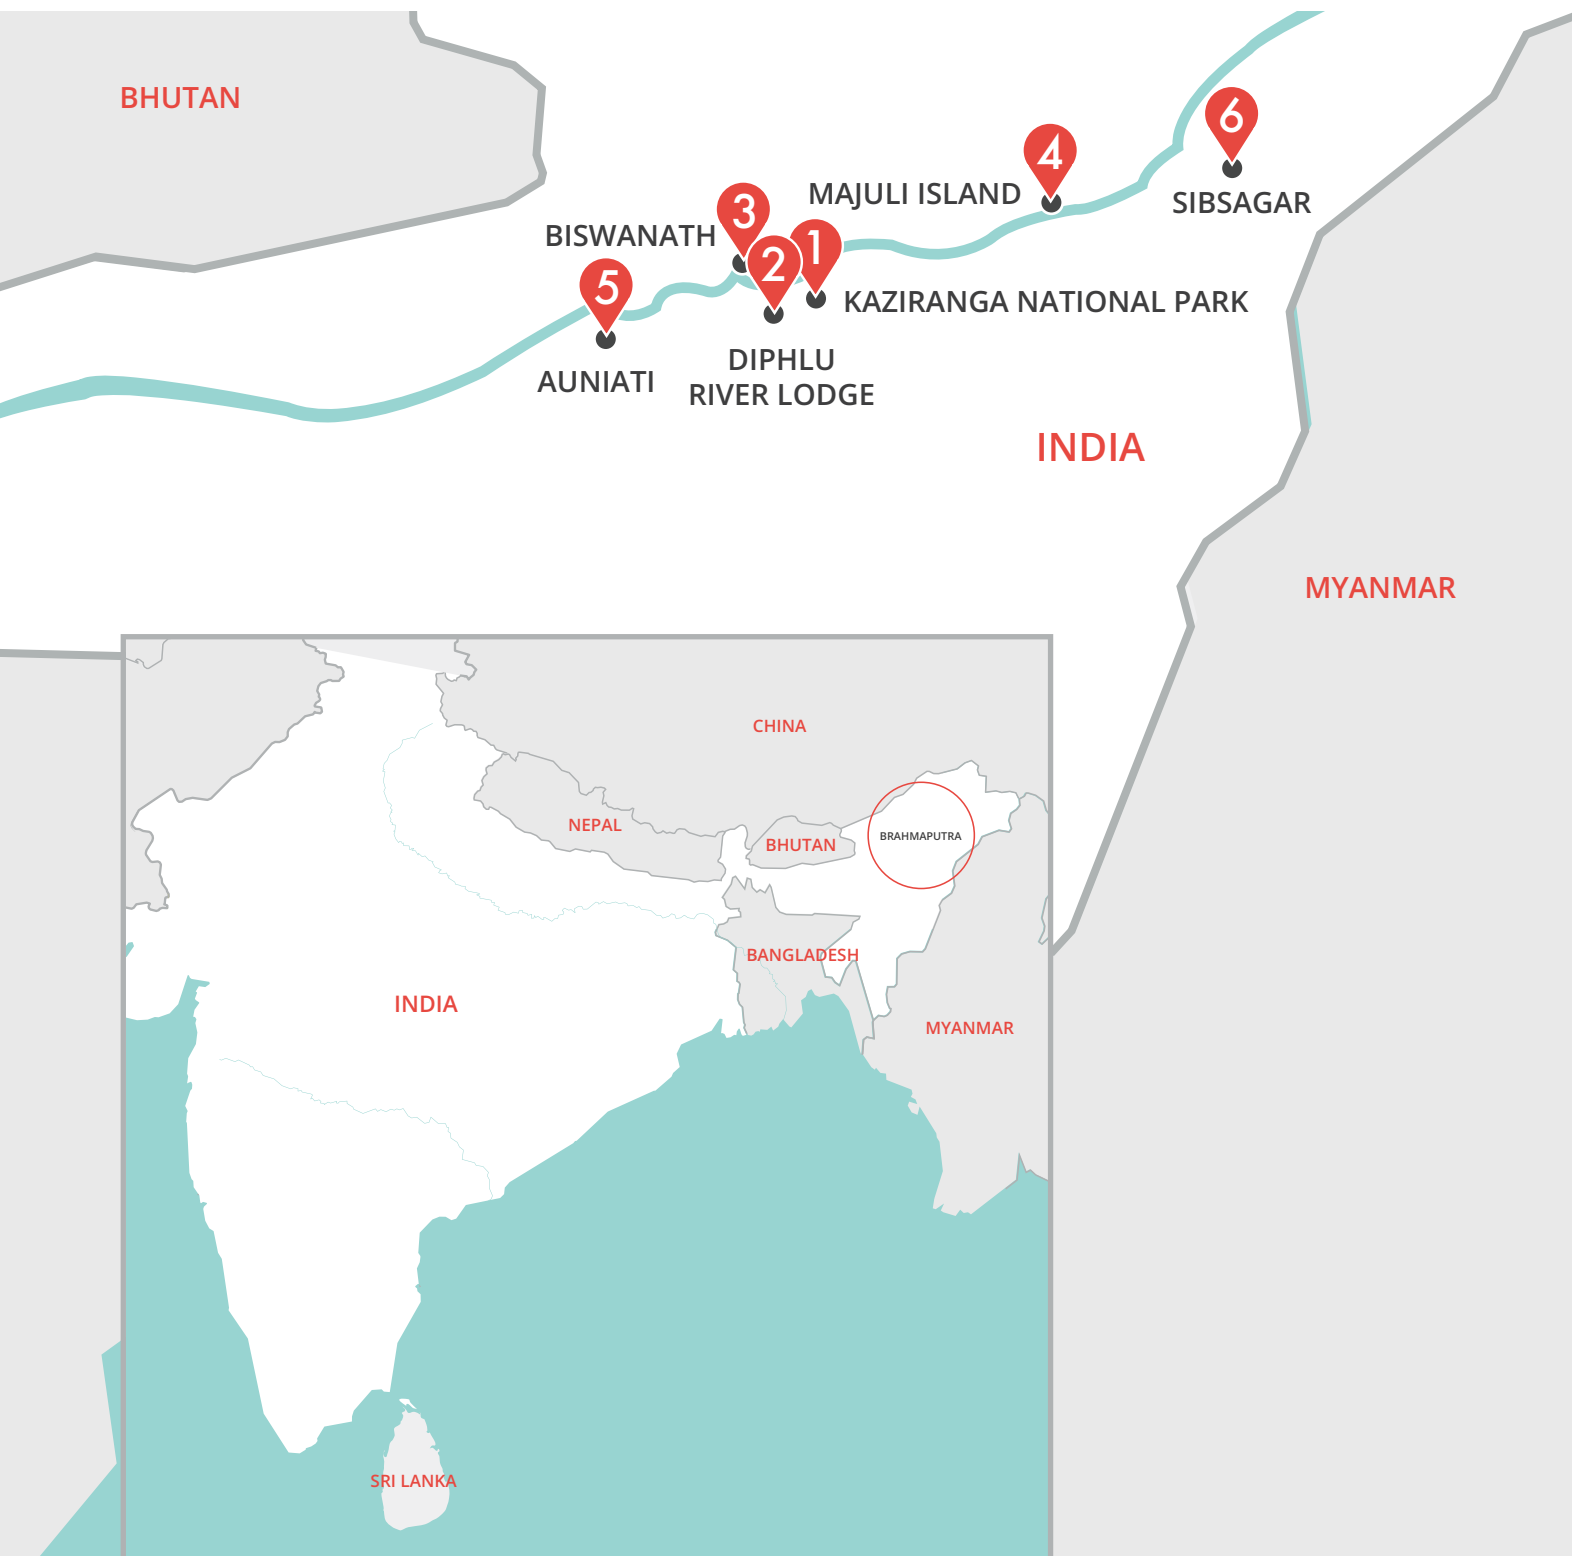 BHUTAN
6
4
MAJULI ISLAND
SIBSAGAR
3
BISWANATH
1
2
5
KAZIRANGA NATIONAL PARK
DIPHLU
RIVER LODGE
AUNIATI
INDIA
MYANMAR
CHINA
NEPAL
BHUTAN
BRAHMAPUTRA
BANGLADESH
INDIA
MYANMAR
SRI LANKA